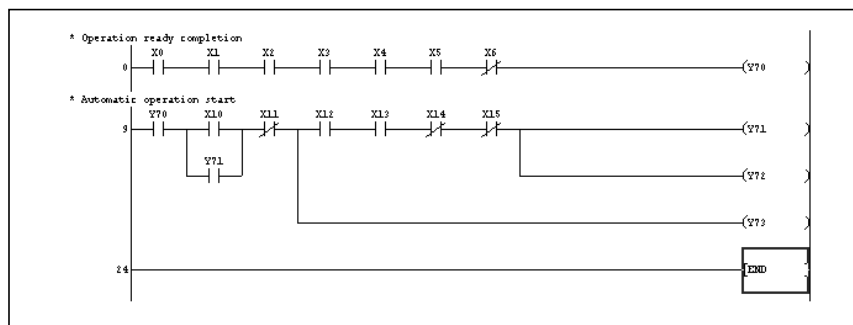 * Operation ready completion
X0 X1 X2 X3 X4 X5 X6
0 (Y70 )
* Automatic operation start
Y70 X10 X11 X12 X13 X14 X15
9 (Y71 )
Y71
(Y72 )
(Y73 )
24 [END ]